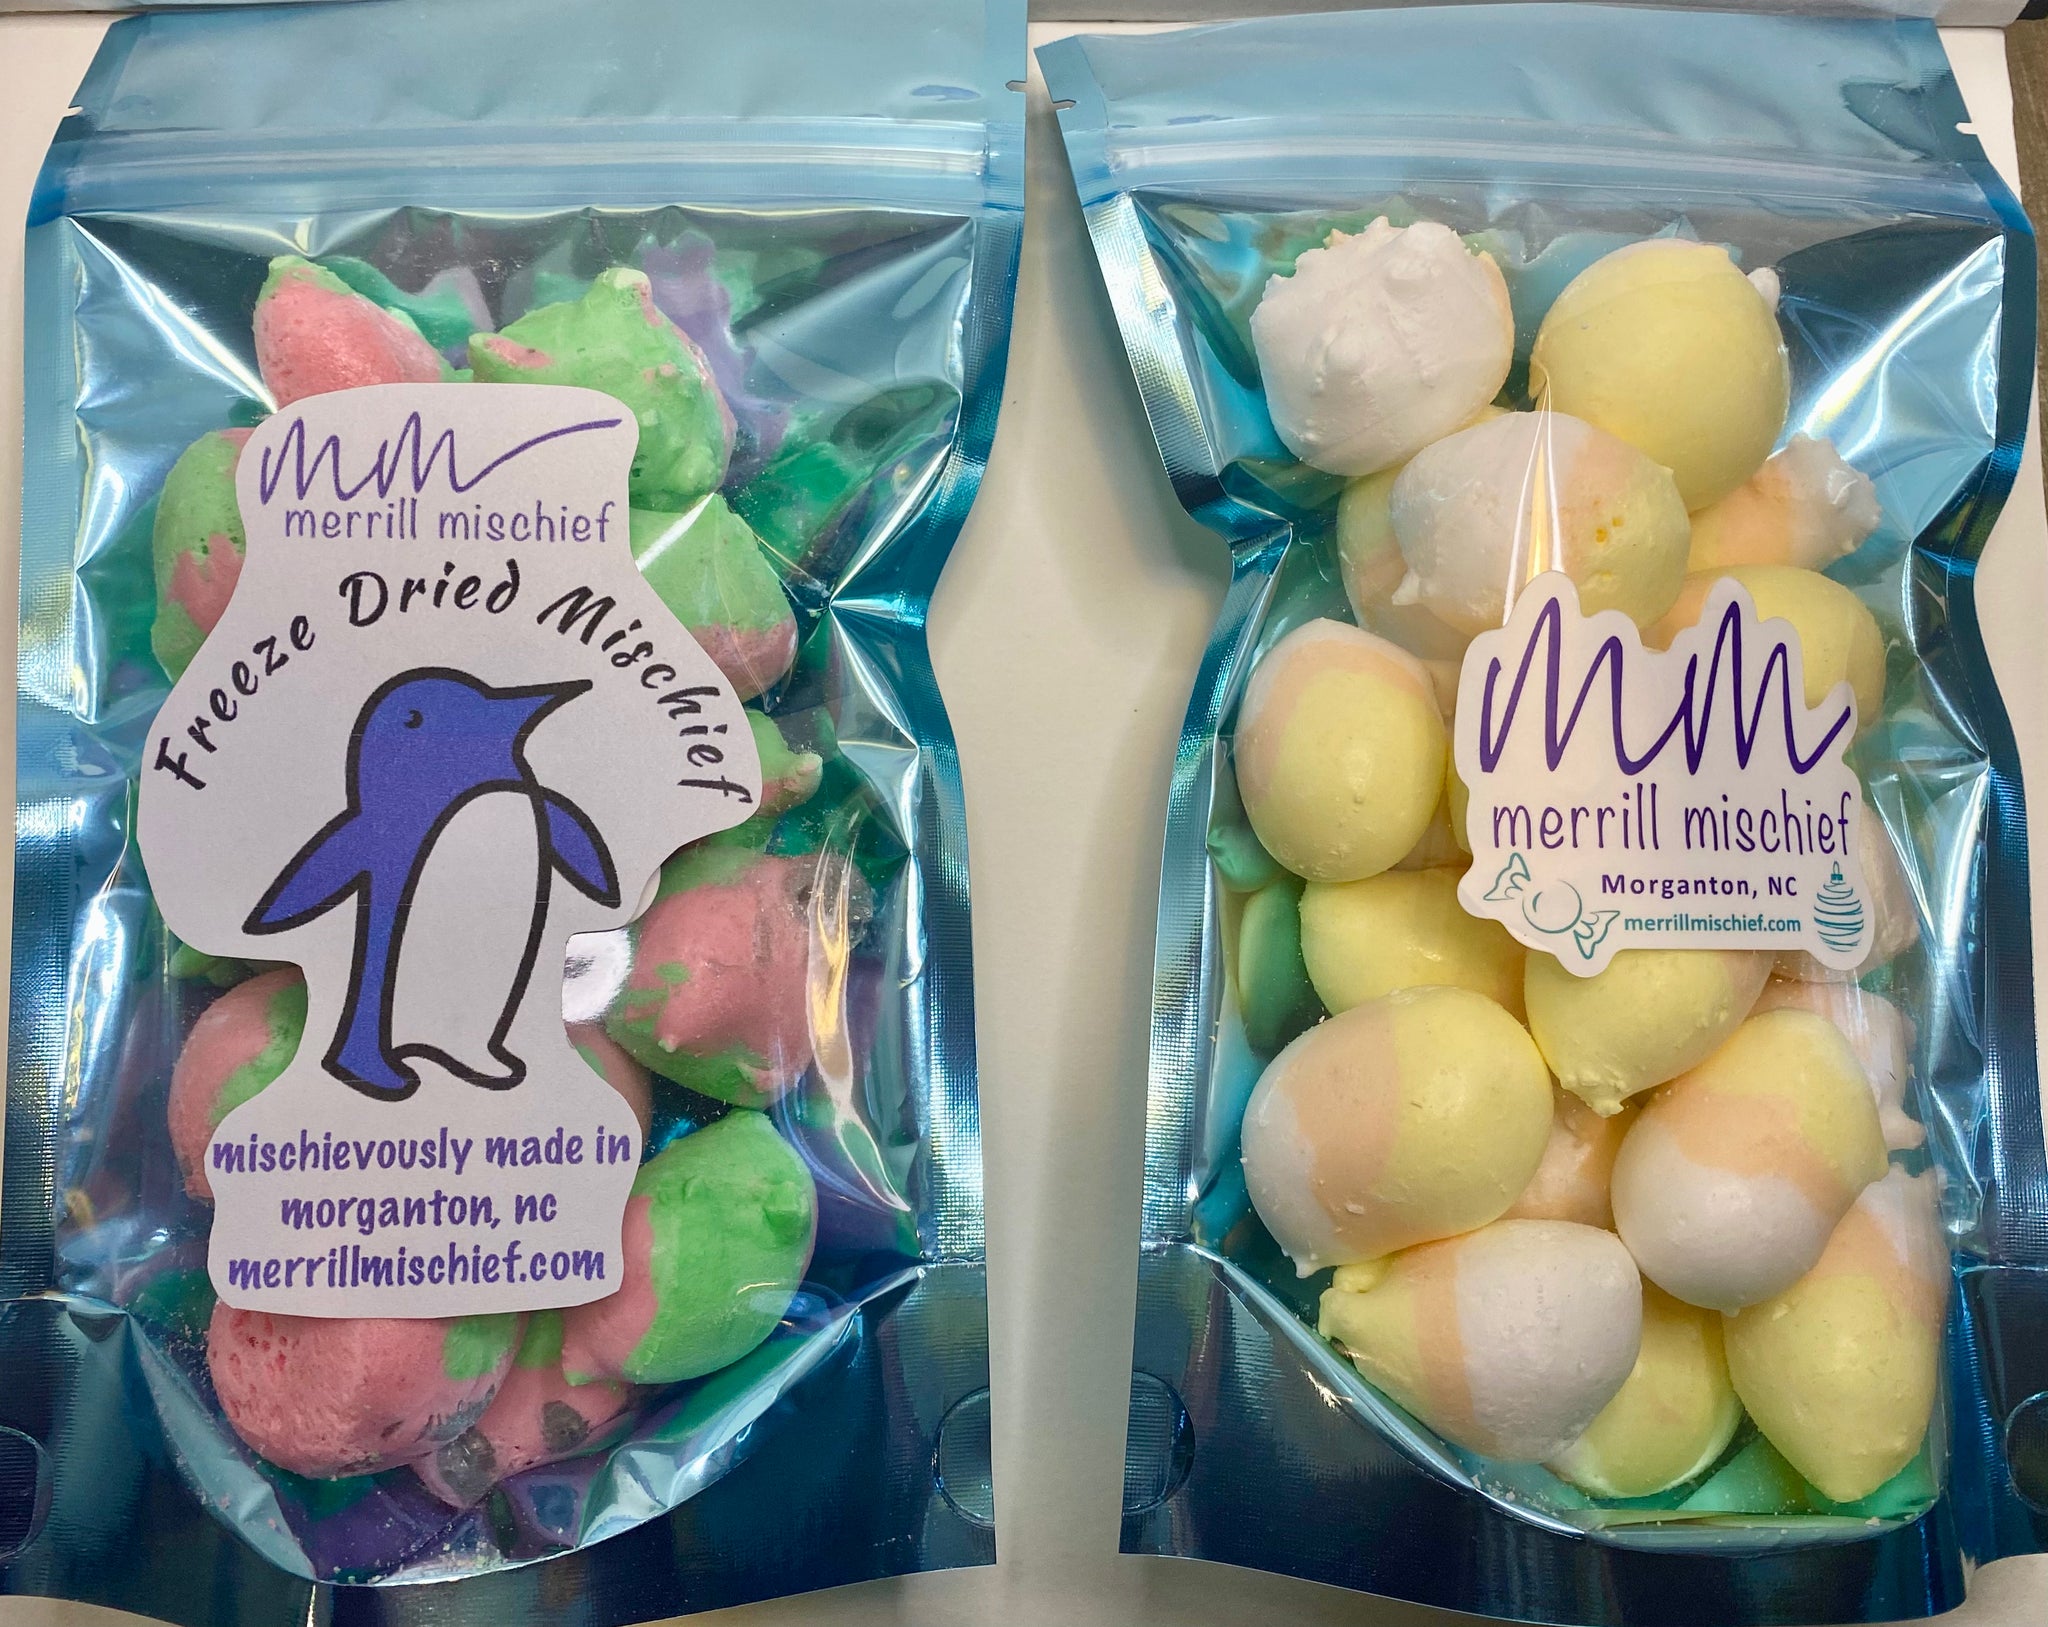 mm
merrill mischief
Freeze Dried Mischief
mischievously made in
morganton, nc
merrillmischief.com
mm
merrill mischief
Morganton, NC
merrillmischief.com